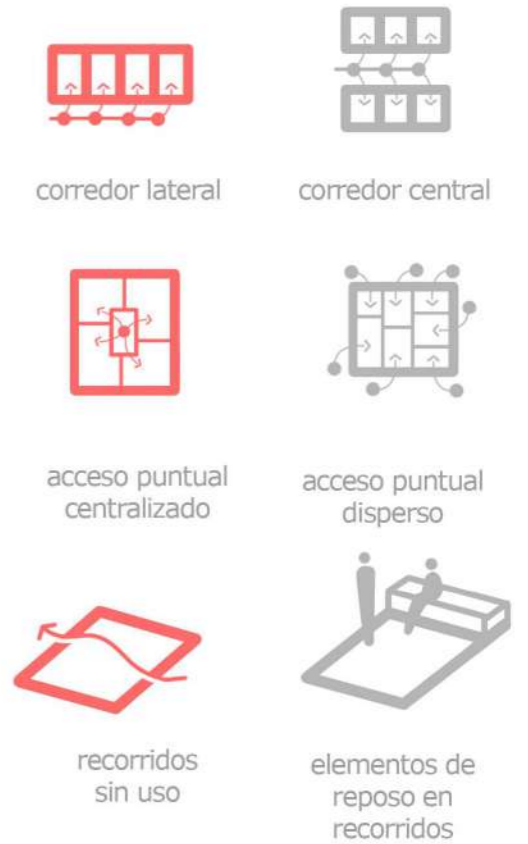 corredor lateral
corredor central
acceso puntual
centralizado
acceso puntual
disperso
recorridos
sin uso
elementos de
reposo en
recorridos